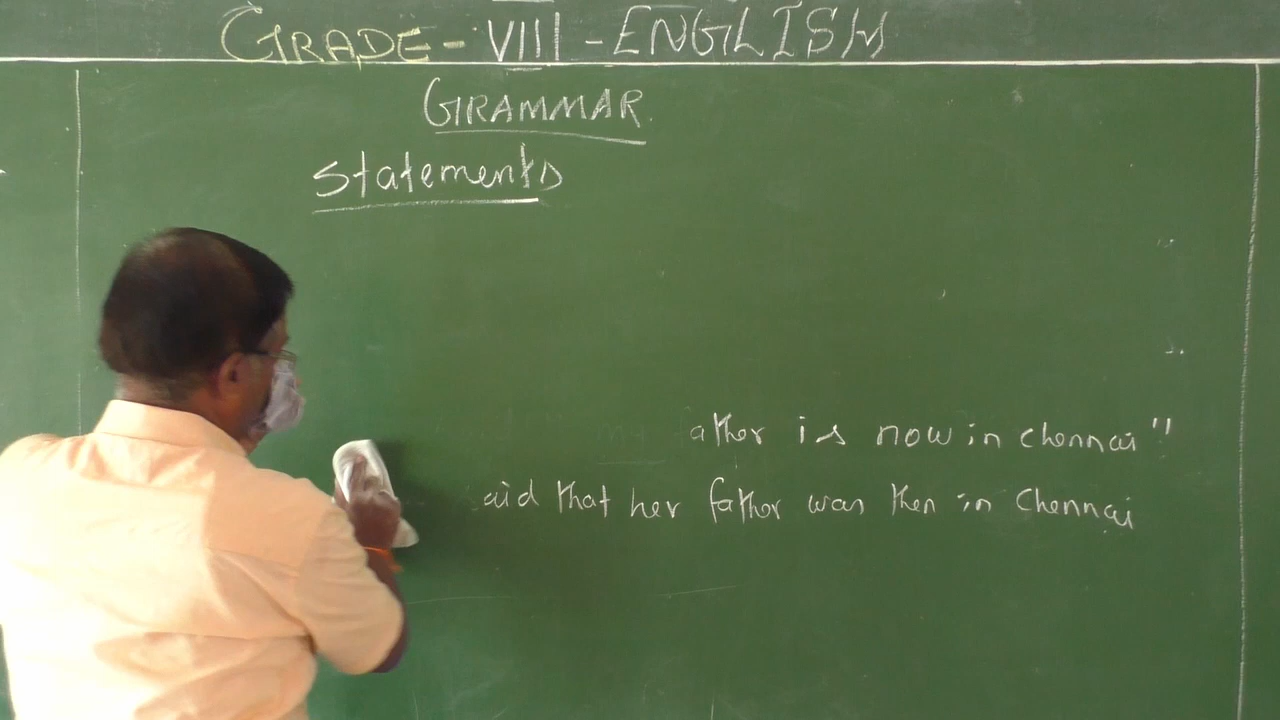 GRADE - VIII - ENGLISH
GRAMMAR
Statements
ather is now in chennai"
aid that her father was then in Chennai